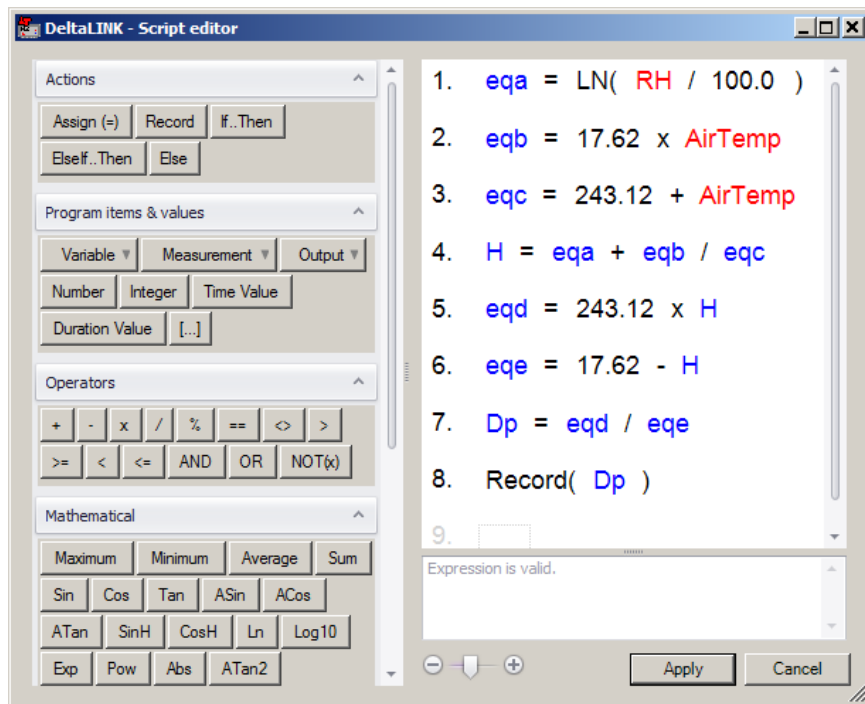 DeltaLINK - Script editor
Actions
Assign (=) Record If..Then
ElseIf..Then Else
Program items & values
Variable Measurement Output
Number Integer Time Value
Duration Value [...]
Operators
+ - x / % == <> >
>= < <= AND OR NOT(x)
Mathematical
Maximum Minimum Average Sum
Sin Cos Tan ASin ACos
ATan SinH CosH Ln Log10
Exp Pow Abs ATan2
1. eqa = LN( RH / 100.0 )
2. eqb = 17.62 x AirTemp
3. eqc = 243.12 + AirTemp
4. H = eqa + eqb / eqc
5. eqd = 243.12 x H
6. eqe = 17.62 - H
7. Dp = eqd / eqe
8. Record( Dp )
9.
Expression is valid.
Apply Cancel